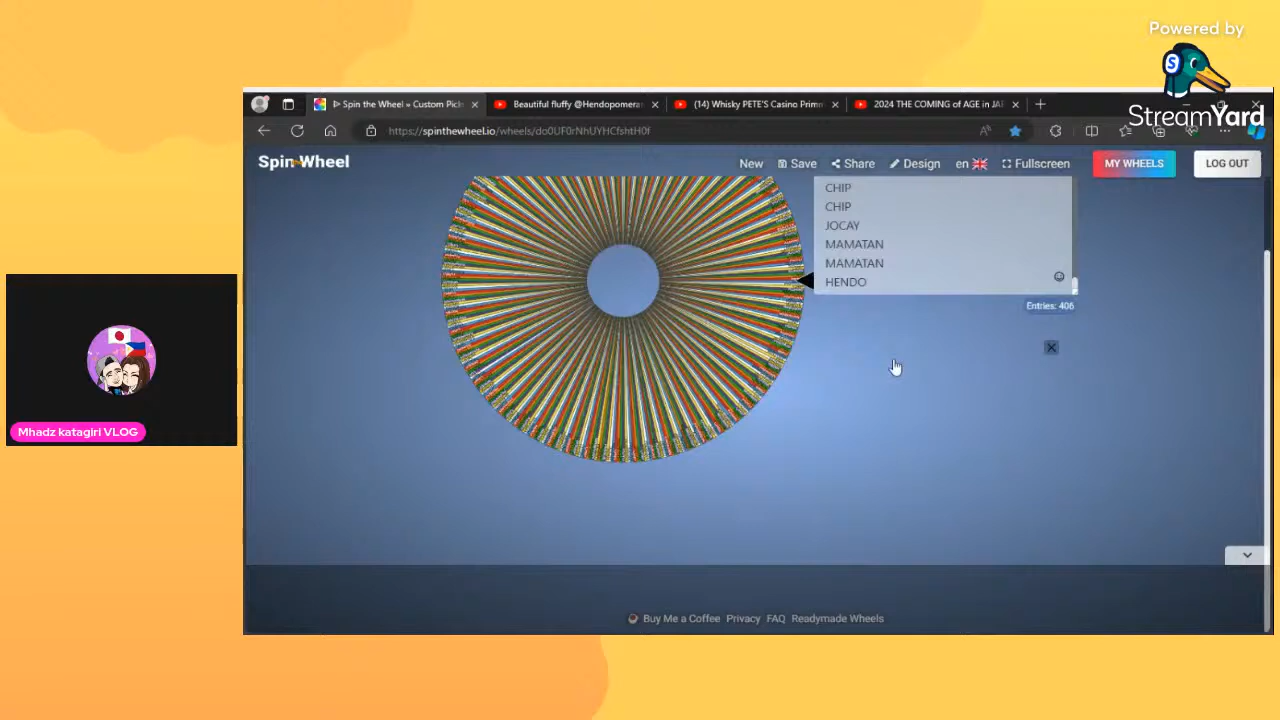 Powered by
StreamYard
▷ Spin the Wheel » Custom Pick
Beautiful fluffy @Hendopomeran
(14) Whisky PETE'S Casino Primm
2024 THE COMING of AGE in JA
https://spinthewheel.io/wheels/do0UF0rNhUYHCfshtH0f
Spin Wheel
New
Save
Share
Design
en
Fullscreen
MY WHEELS
LOG OUT
CHIP
CHIP
JOCAY
MAMATAN
MAMATAN
HENDO
Entries: 406
Mhadz katagiri VLOG
Buy Me a Coffee Privacy FAQ Readymade Wheels